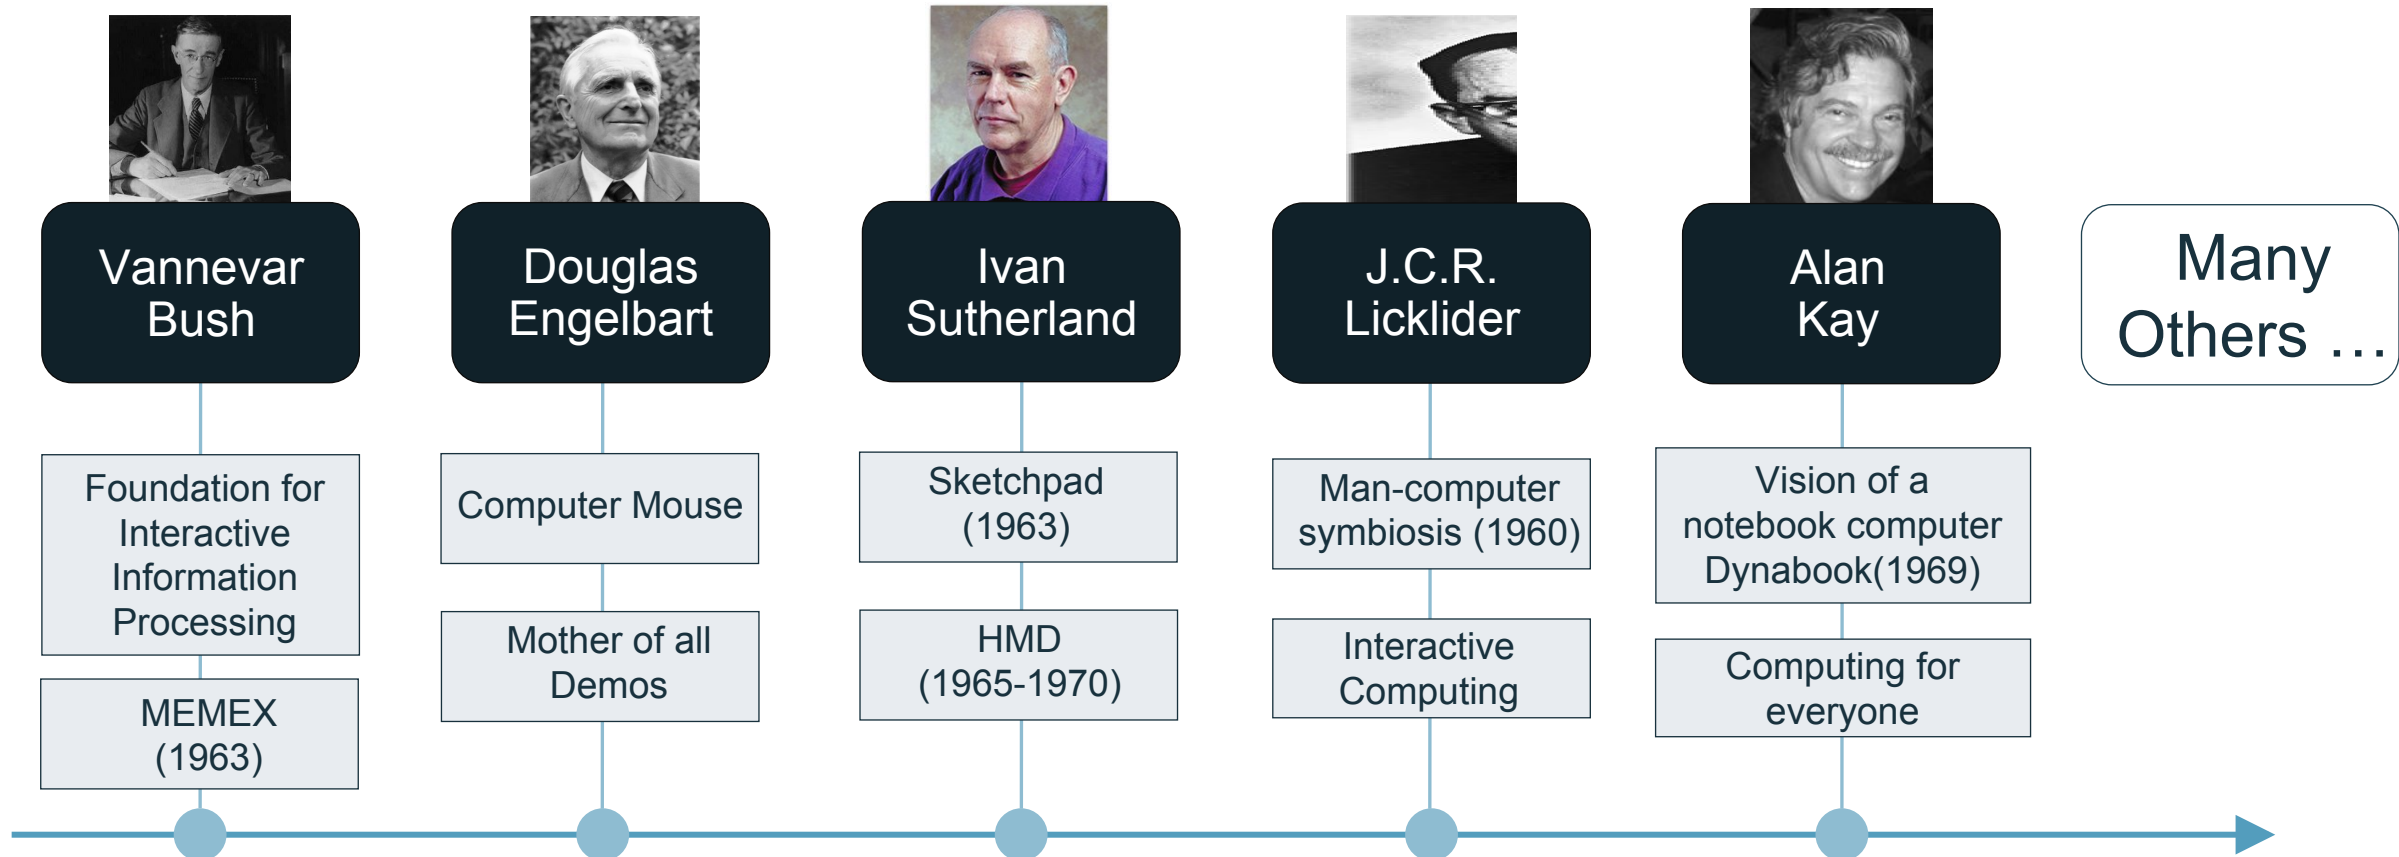 Vannevar
Bush
Douglas
Engelbart
Ivan
Sutherland
J.C.R.
Licklider
Alan
Kay
Many
Others …
Foundation for
Interactive
Information
Processing
MEMEX
(1963)
Computer Mouse
Mother of all
Demos
Sketchpad
(1963)
HMD
(1965-1970)
Man-computer
symbiosis (1960)
Interactive
Computing
Vision of a
notebook computer
Dynabook(1969)
Computing for
everyone